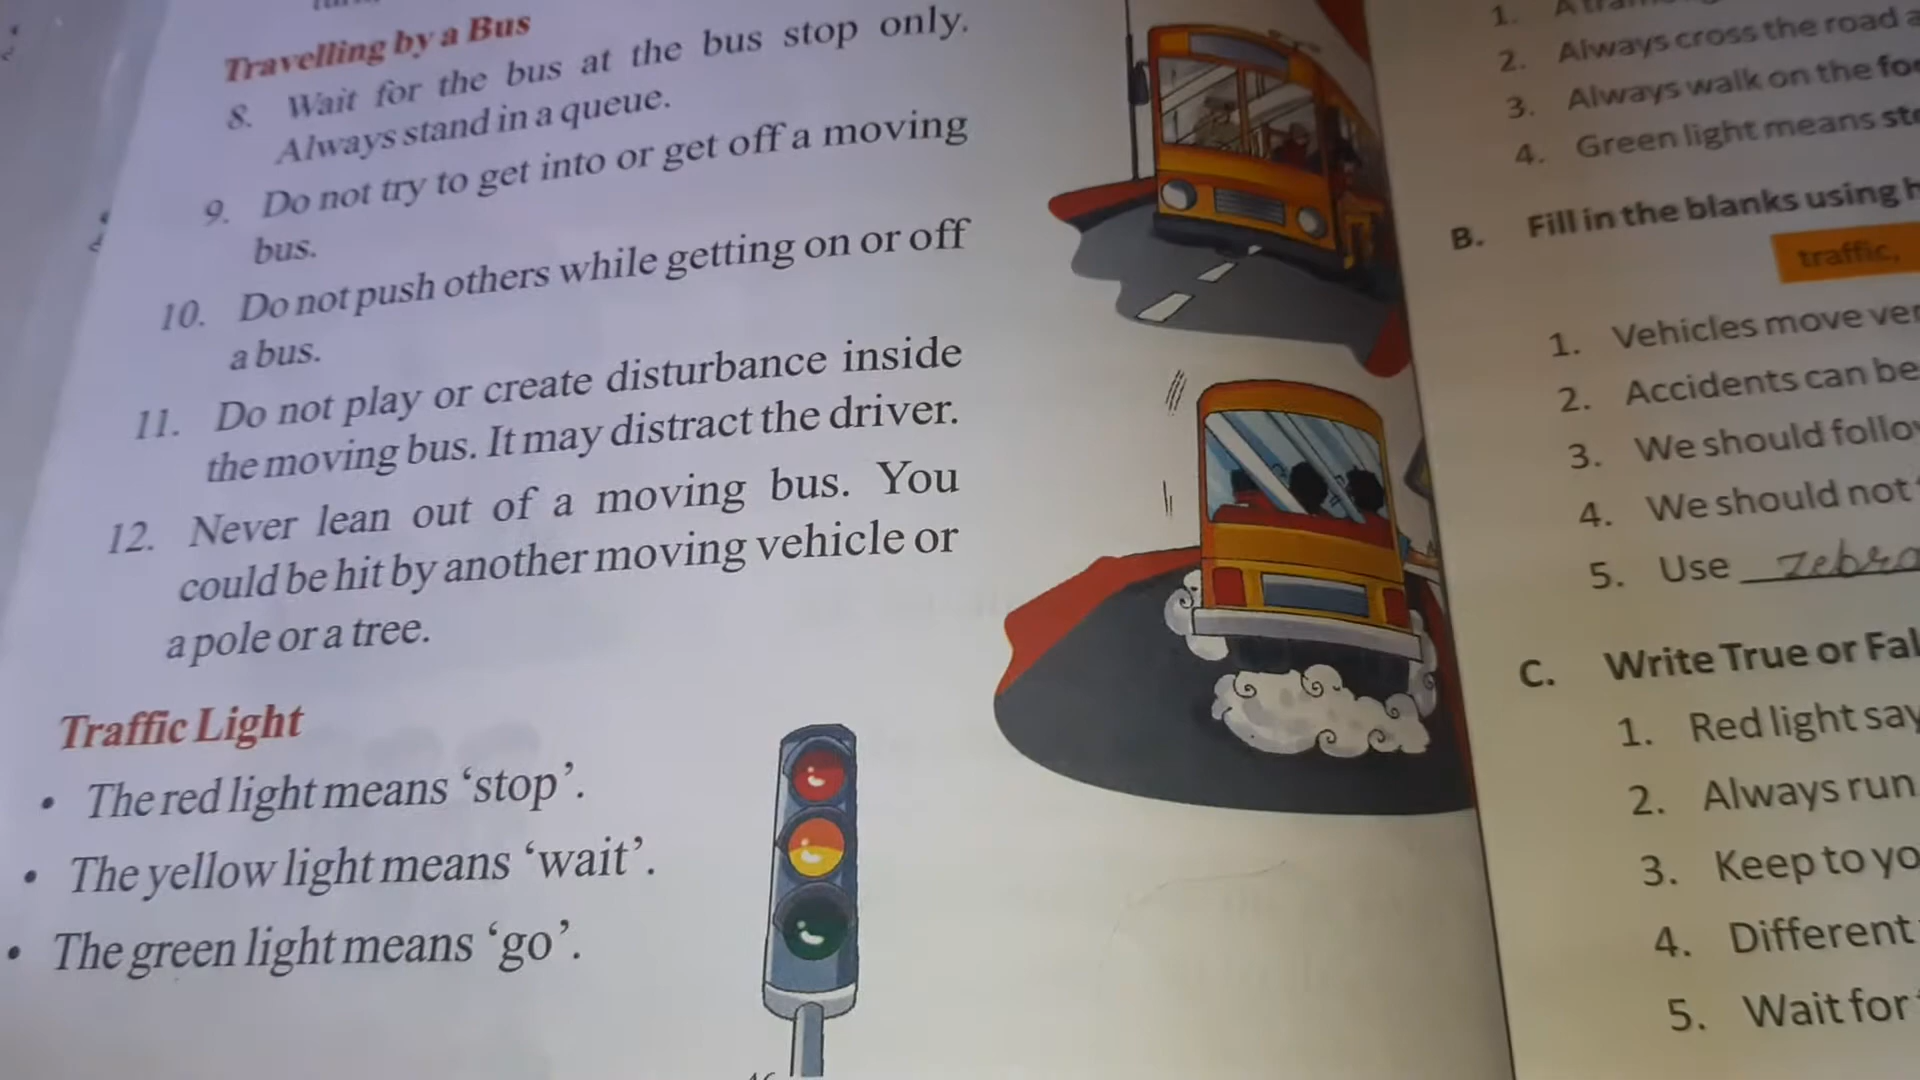 Travelling by a Bus
8. Wait for the bus at the bus stop only.
Always stand in a queue.
9. Do not try to get into or get off a moving
bus.
10. Do not push others while getting on or off
a bus.
11. Do not play or create disturbance inside
the moving bus. It may distract the driver.
12. Never lean out of a moving bus. You
could be hit by another moving vehicle or
a pole or a tree.
Traffic Light
• The red light means ‘stop’.
• The yellow light means ‘wait’.
• The green light means ‘go’.
1. A
2. Always cross the road
3. Always walk on the
4. Green light means
B. Fill in the blanks using
traffic,
1. Vehicles move
2. Accidents can be
3. We should
4. We should not
5. Use
C. Write True or
1. Red light
2. Always run
3. Keep to
4. Different
5. Wait for